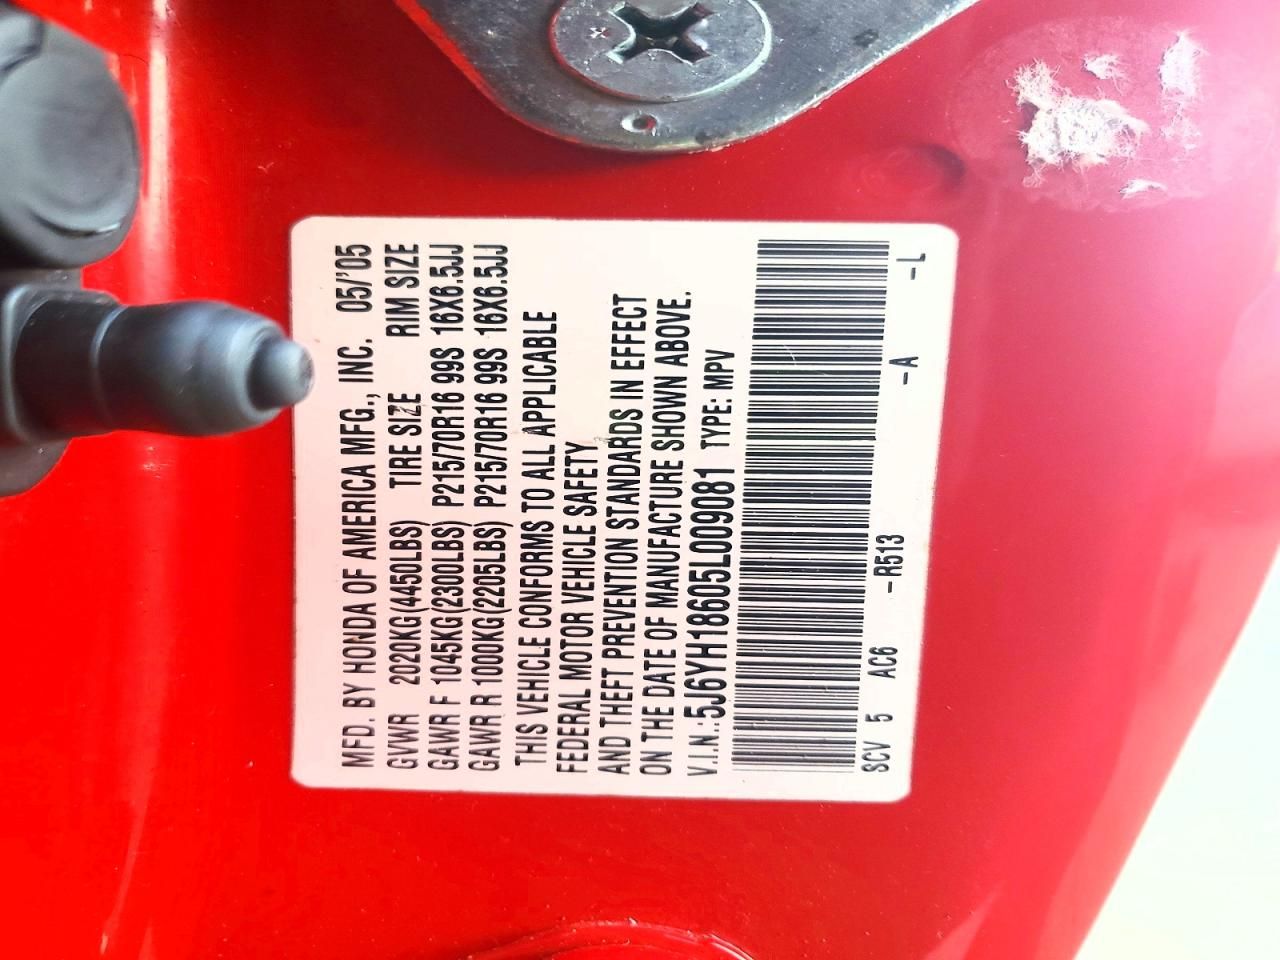 MFD. BY HONDA OF AMERICA MFG., INC. 05/'05
GVWR 2020KG(4450LBS) TIRE SIZE RIM SIZE
GAWR F 1045KG(2300LBS) P215/70R16 99S 16X6.5JJ
GAWR R 1000KG(2205LBS) P215/70R16 99S 16X6.5JJ
THIS VEHICLE CONFORMS TO ALL APPLICABLE
FEDERAL MOTOR VEHICLE SAFETY
AND THEFT PREVENTION STANDARDS IN EFFECT
ON THE DATE OF MANUFACTURE SHOWN ABOVE.
V.I.N.:5J6YH18605L009081 TYPE: MPV
SCV 5 AC6 -R513 -A -L